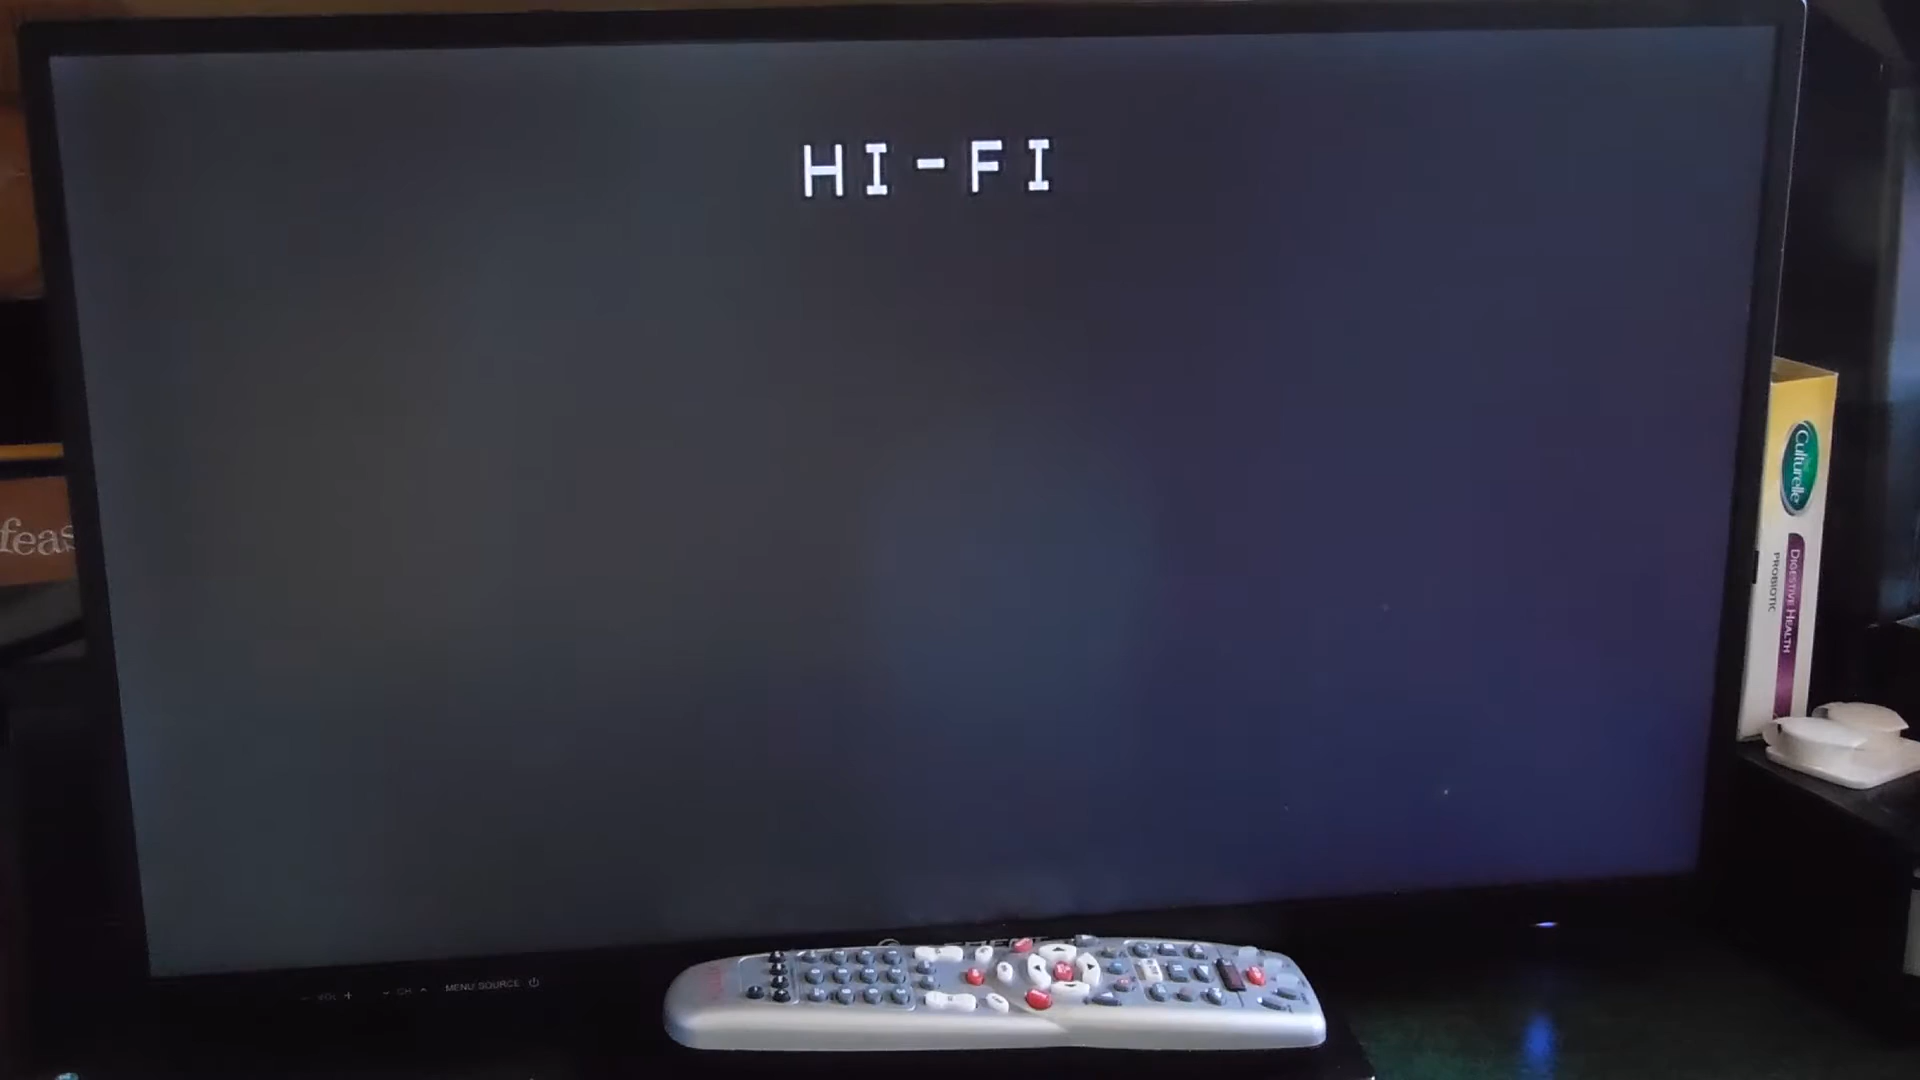 HI-FI
feas
Culturelle
DIGESTIVE HEALTH
PROBIOTIC
- VOL +
CH
MENU SOURCE